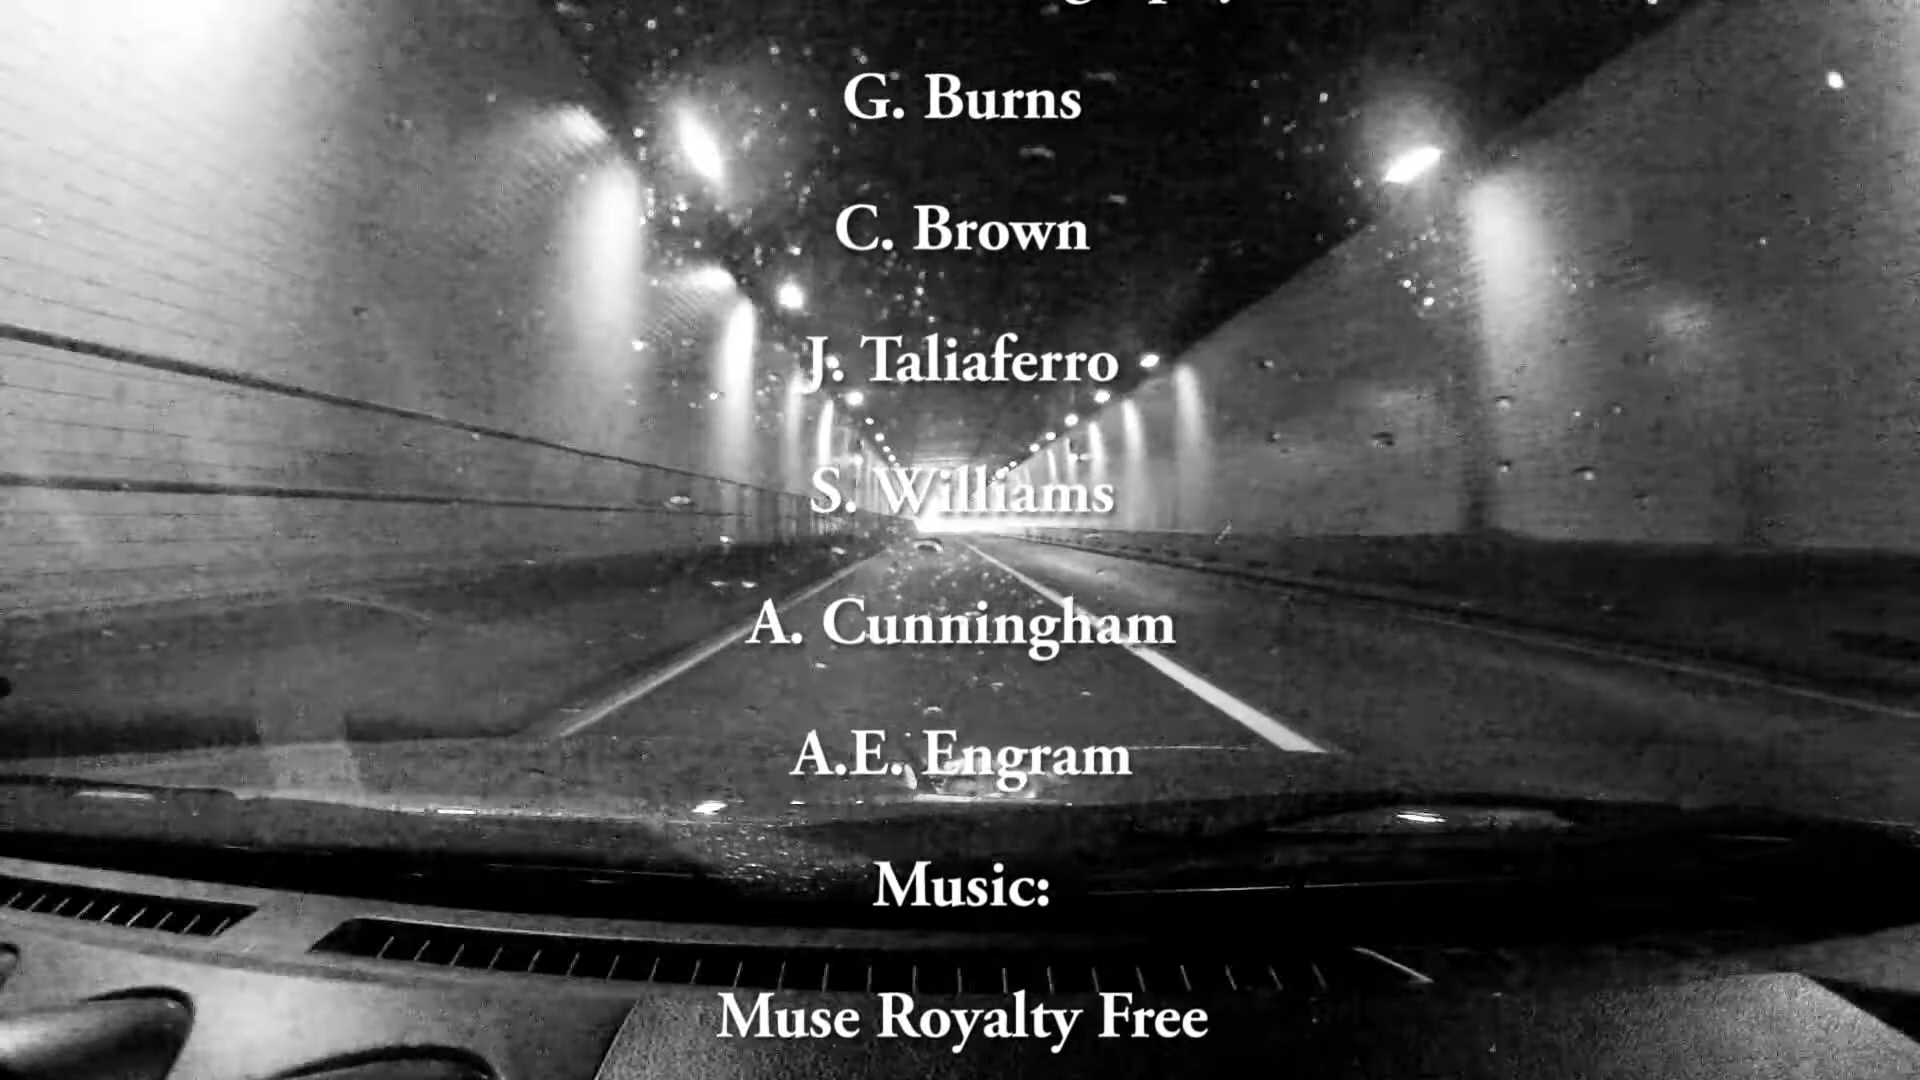 G. Burns
C. Brown
J. Taliaferro
S. Williams
A. Cunningham
A.E. Engram
Music:
Muse Royalty Free